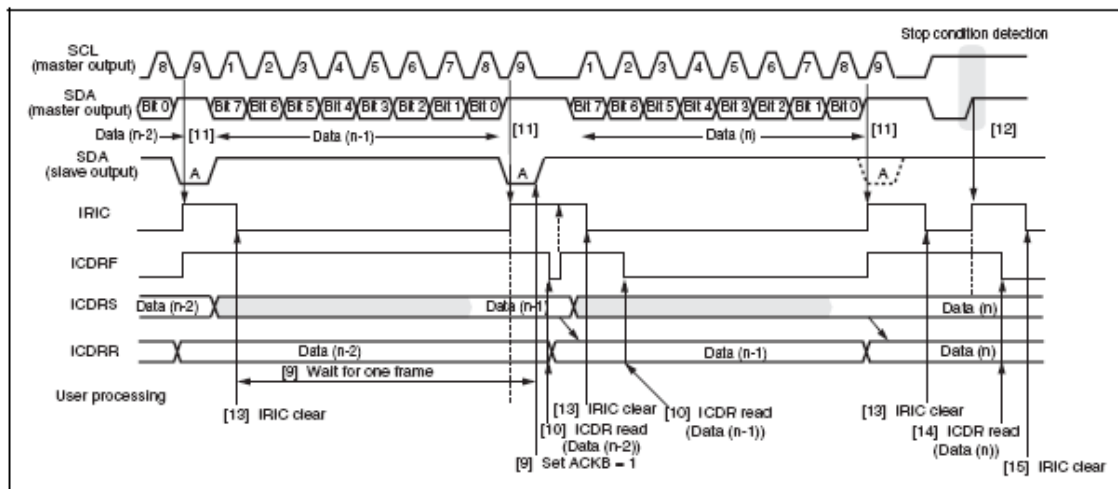 Stop condition detection
SCL
(master output)
8 9 1 2 3 4 5 6 7 8 9 1 2 3 4 5 6 7 8 9
SDA
(master output)
Bit 0 Bit 7 Bit 6 Bit 5 Bit 4 Bit 3 Bit 2 Bit 1 Bit 0 Bit 7 Bit 6 Bit 5 Bit 4 Bit 3 Bit 2 Bit 1 Bit 0
Data (n-2) [11] Data (n-1) [11] Data (n) [11] [12]
SDA
(slave output)
A A A
IRIC
ICDRF
ICDRS
Data (n-2) Data (n-1) Data (n)
ICDRR
Data (n-2) Data (n-1) Data (n)
[9] Wait for one frame
User processing
[13] IRIC clear [13] IRIC clear [10] ICDR read [13] IRIC clear
(Data (n-1))
[10] ICDR read [14] ICDR read
(Data (n-2)) (Data (n))
[9] Set ACKB = 1 [15] IRIC clear